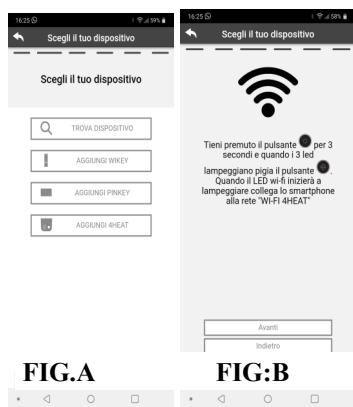 16:25
59%
Scegli il tuo dispositivo
Scegli il tuo dispositivo
TROVA DISPOSITIVO
AGGIUNGI WIKEY
AGGIUNGI PINKEY
AGGIUNGI 4HEAT
FIG.A
16:25
58%
Scegli il tuo dispositivo
Tieni premuto il pulsante per 3
secondi e quando i 3 led
lampeggiano pigia il pulsante .
Quando il LED wi-fi inizierà a
lampeggiare collega lo smartphone
alla rete "WI-FI 4HEAT"
Avanti
Indietro
FIG:B